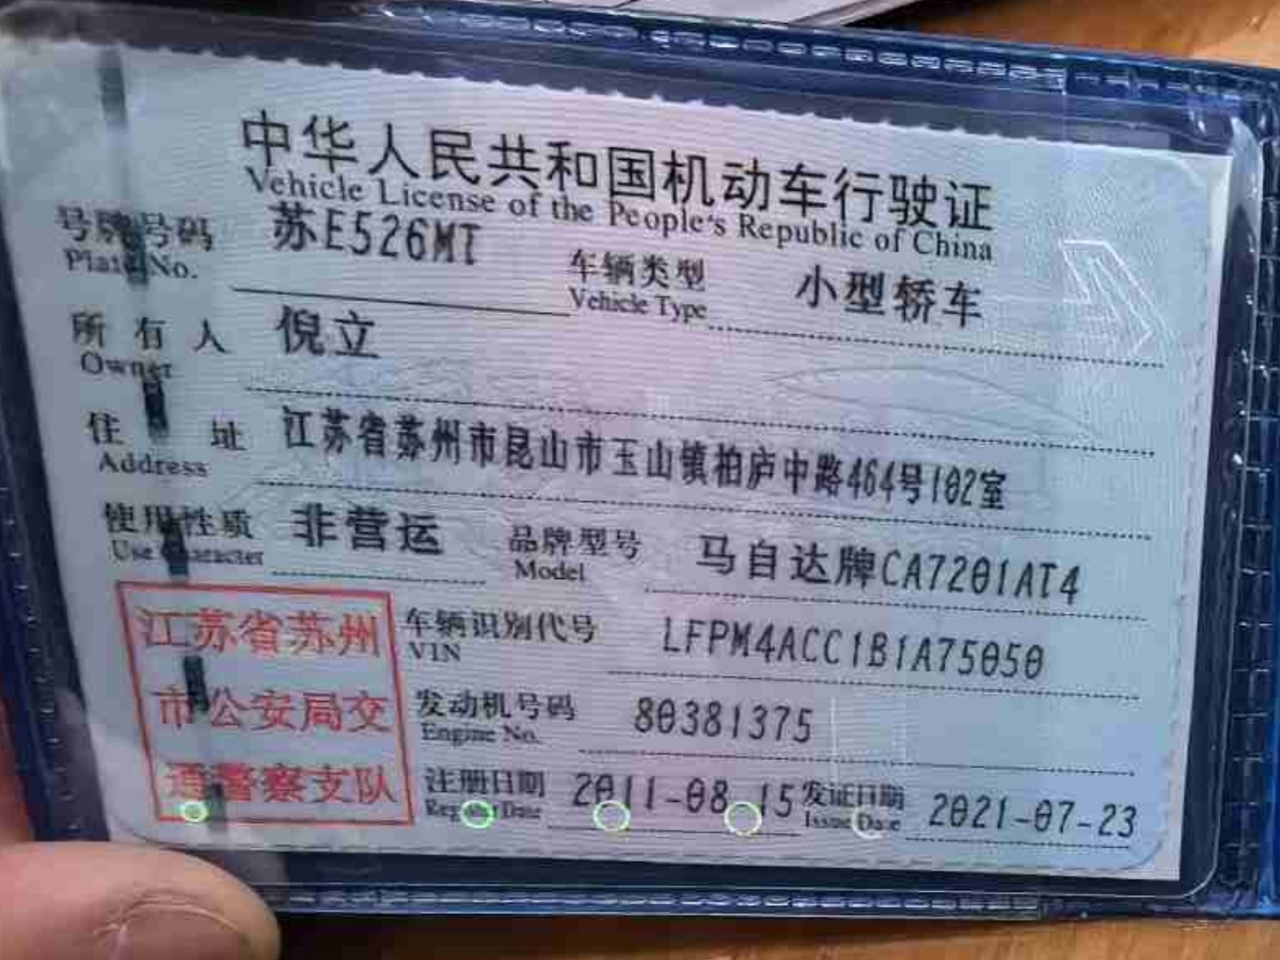 中华人民共和国机动车行驶证
Vehicle License of the People's Republic of China
号牌号码 苏E526MT
Plate No.
车辆类型 小型轿车
Vehicle Type
所有人 倪立
Owner
住址 江苏省苏州市昆山市玉山镇柏庐中路464号102室
Address
使用性质 非营运
Use Character
品牌型号 马自达牌CA7201AT4
Model
江苏省苏州
市公安局交
通警察支队
车辆识别代号 LFPM4ACC1B1A75050
VIN
发动机号码 80381375
Engine No.
注册日期 2011-08-15
Register Date
发证日期 2021-07-23
Issue Date